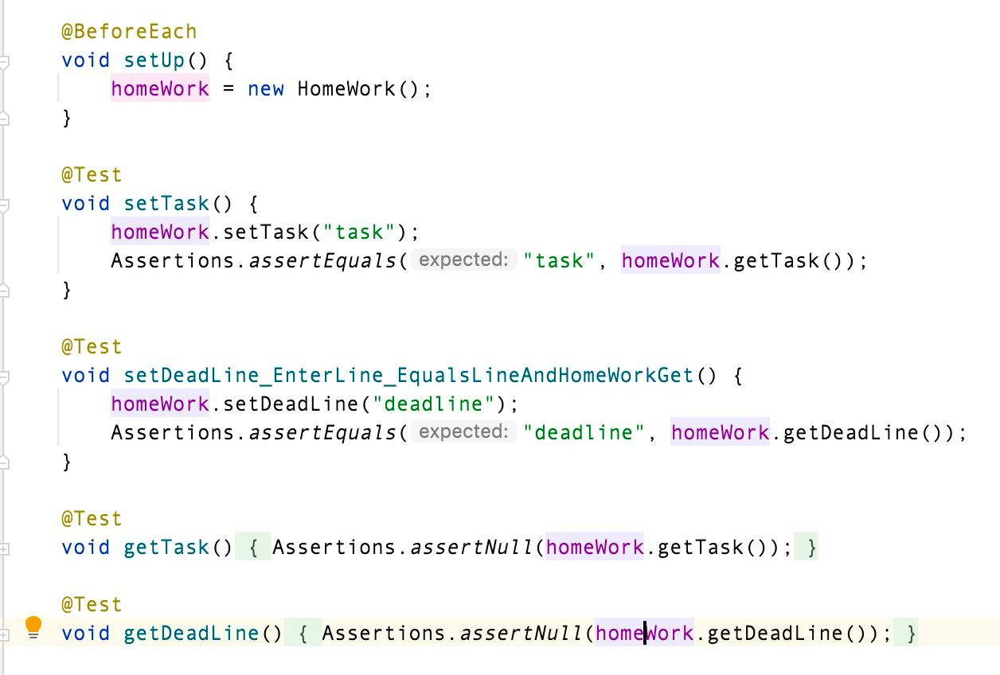 @BeforeEach
void setUp() {
homeWork = new HomeWork();
}
@Test
void setTask() {
homeWork.setTask("task");
Assertions.assertEquals( expected: "task", homeWork.getTask());
}
@Test
void setDeadLine_EnterLine_EqualsLineAndHomeWorkGet() {
homeWork.setDeadLine("deadline");
Assertions.assertEquals( expected: "deadline", homeWork.getDeadLine());
}
@Test
void getTask() { Assertions.assertNull(homeWork.getTask()); }
@Test
void getDeadLine() { Assertions.assertNull(homeWork.getDeadLine()); }